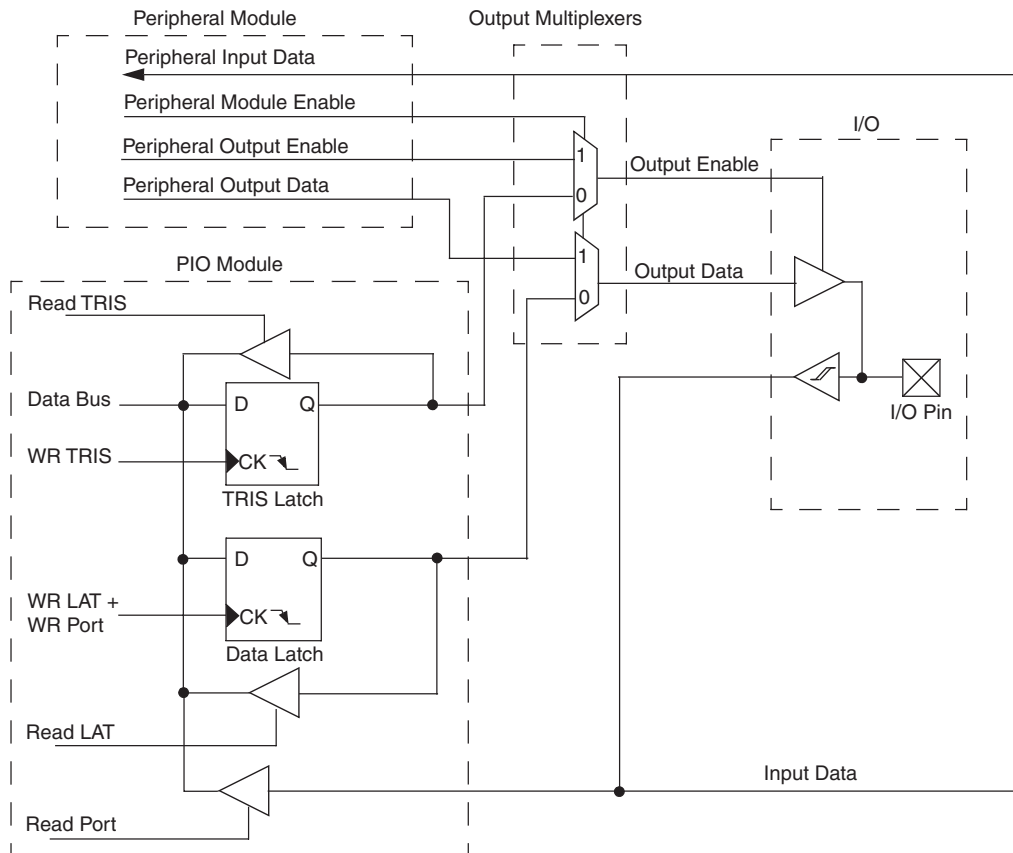 Peripheral Module
Output Multiplexers
Peripheral Input Data
Peripheral Module Enable
I/O
Peripheral Output Enable
1
Output Enable
Peripheral Output Data
0
PIO Module
1
Output Data
0
Read TRIS
Data Bus
D
Q
I/O Pin
WR TRIS
CK
TRIS Latch
D
Q
WR LAT +
WR Port
CK
Data Latch
Read LAT
Input Data
Read Port